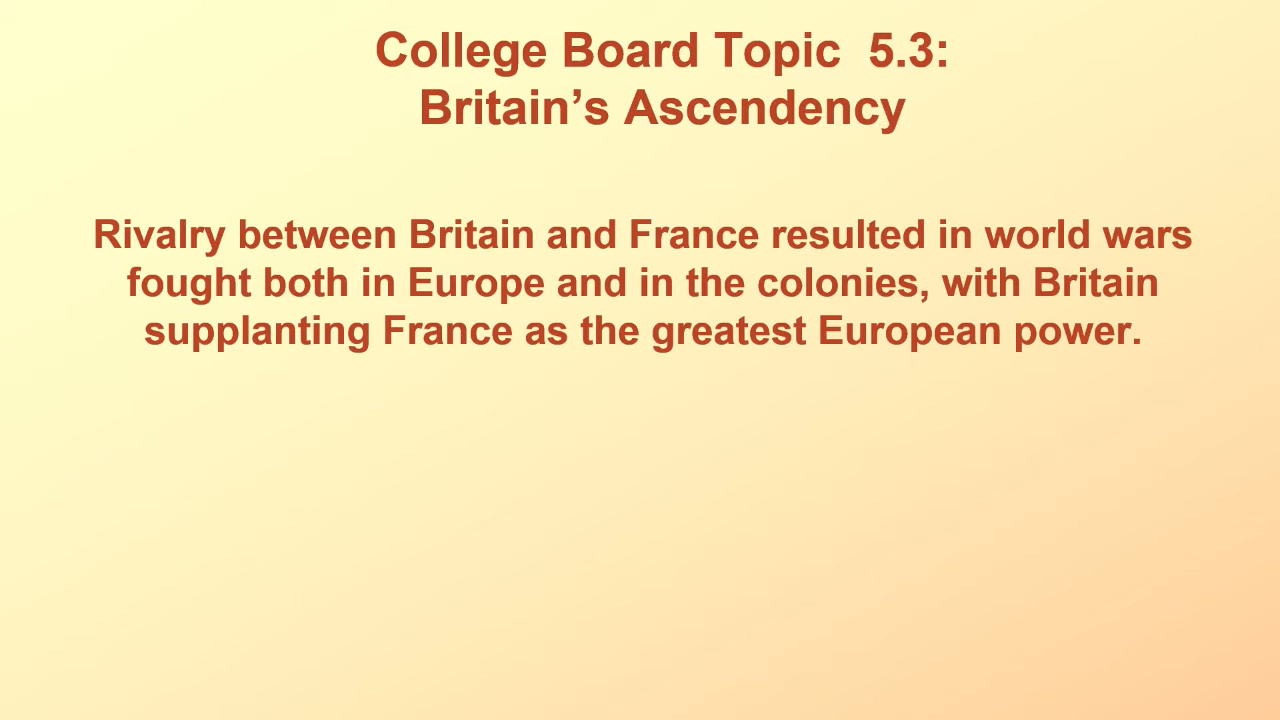 College Board Topic  5.3:
Britain’s Ascendency
Rivalry between Britain and France resulted in world wars
fought both in Europe and in the colonies, with Britain
supplanting France as the greatest European power.